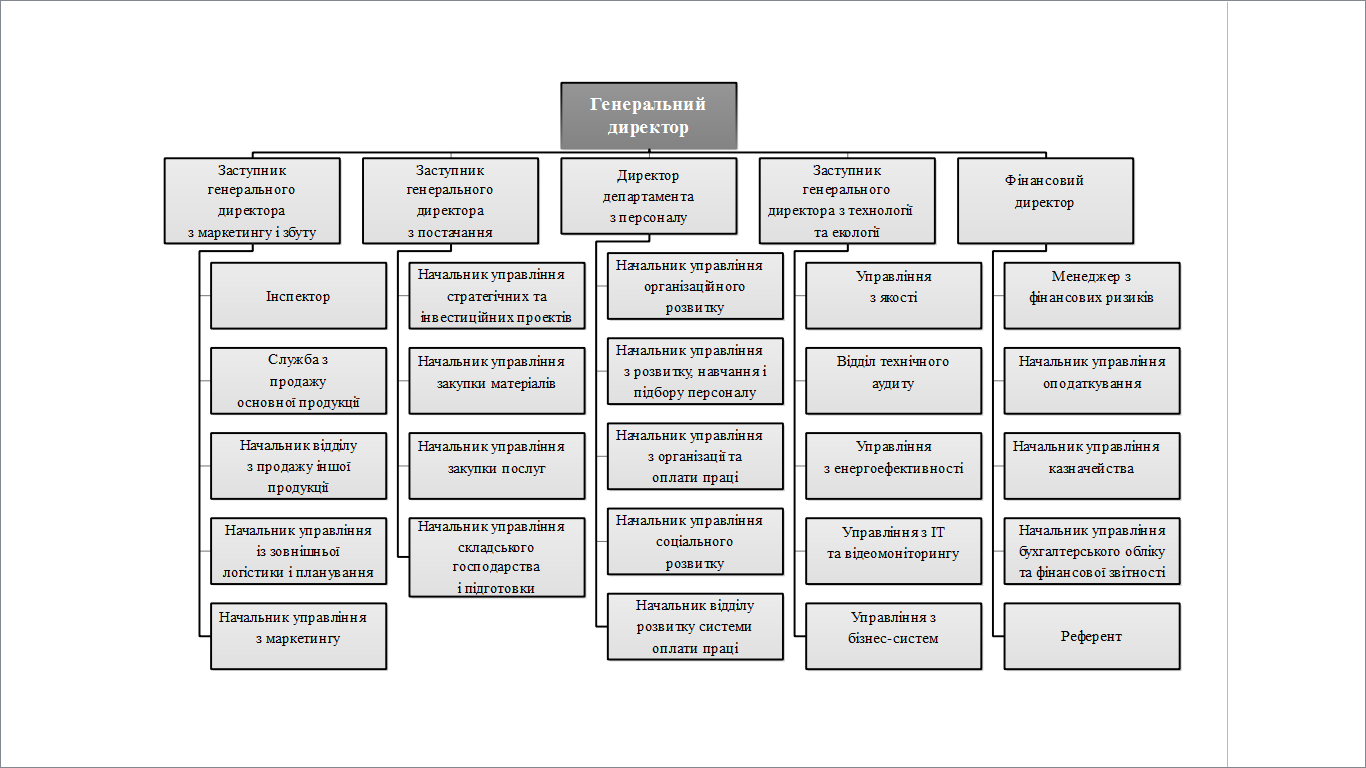 Генеральний
директор
Заступник
генерального
директора
з маркетингу і збуту
Заступник
генерального
директора
з постачання
Директор
департамента
з персоналу
Заступник
генерального
директора з технології
та екології
Фінансовий
директор
Інспектор
Служба з
продажу
основної продукції
Начальник відділу
з продажу іншої
продукції
Начальник управління
із зовнішньої
логістики і планування
Начальник управління
з маркетингу
Начальник управління
стратегічних та
інвестиційних проектів
Начальник управління
закупки матеріалів
Начальник управління
закупки послуг
Начальник управління
складського
господарства
і підготовки
Начальник управління
організаційного
розвитку
Начальник управління
з розвитку, навчання і
підбору персоналу
Начальник управління
з організації та
оплати праці
Начальник управління
соціального
розвитку
Начальник відділу
розвитку системи
оплати праці
Управління
з якості
Відділ технічного
аудиту
Управління
з енергоефективності
Управління з ІТ
та відеомоніторингу
Управління з
бізнес-систем
Менеджер з
фінансових ризиків
Начальник управління
оподаткування
Начальник управління
казначейства
Начальник управління
бухгалтерського обліку
та фінансової звітності
Референт